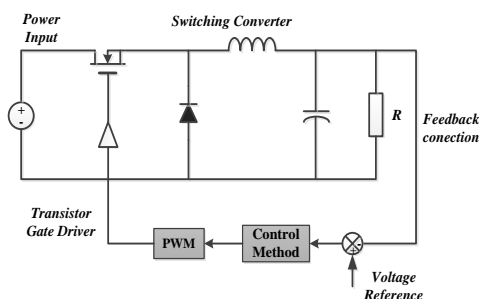 Power
Input
Switching Converter
+
-
R
Feedback
conection
Transistor
Gate Driver
PWM
Control
Method
-
+
Voltage
Reference